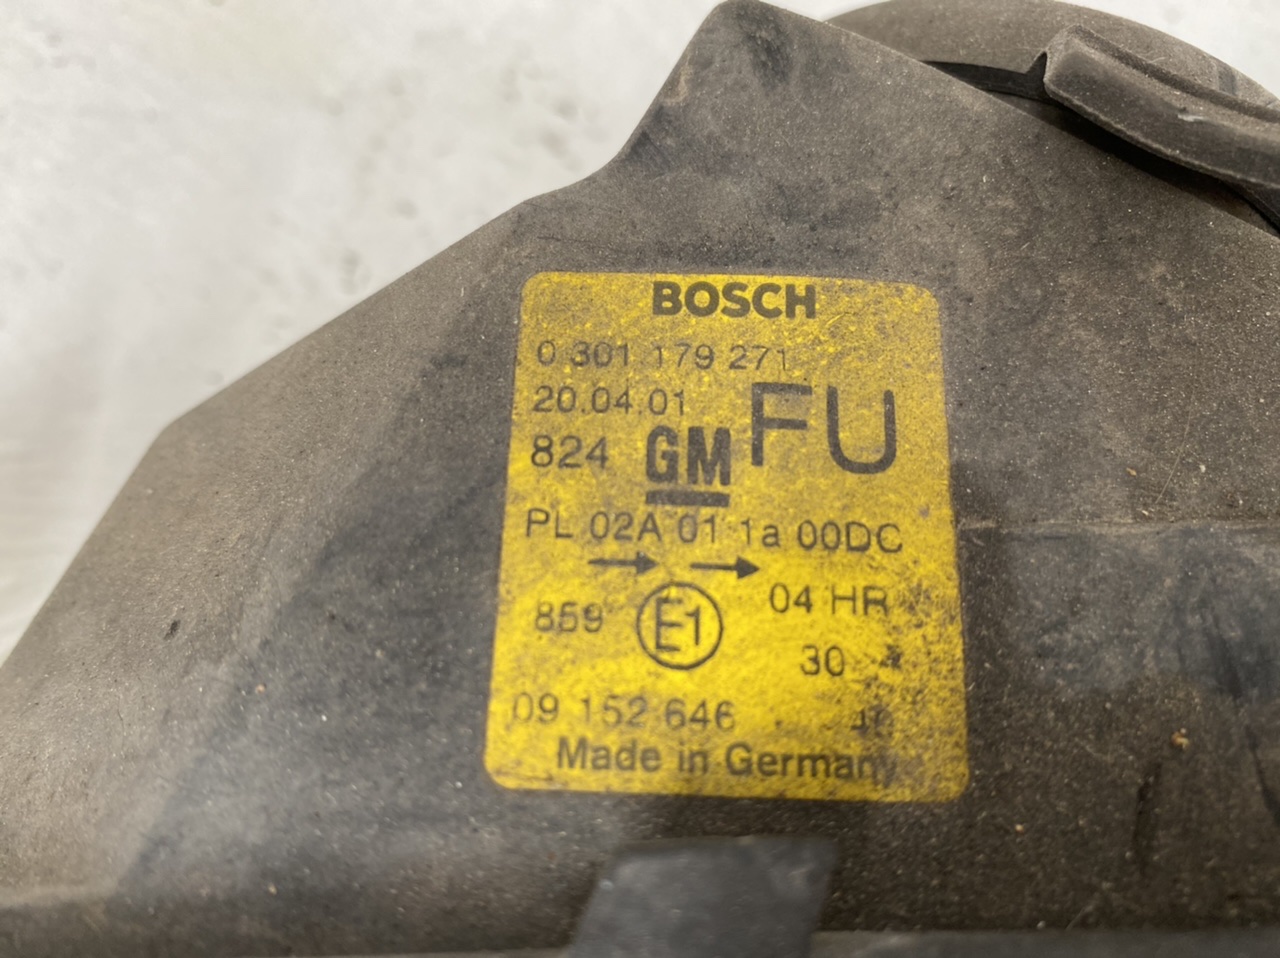 BOSCH
0 301 179 271
20.04.01 FU
824 GM
PL 02A 01 1a 00DC
859 E1 04 HR
30
09 152 646
Made in Germany